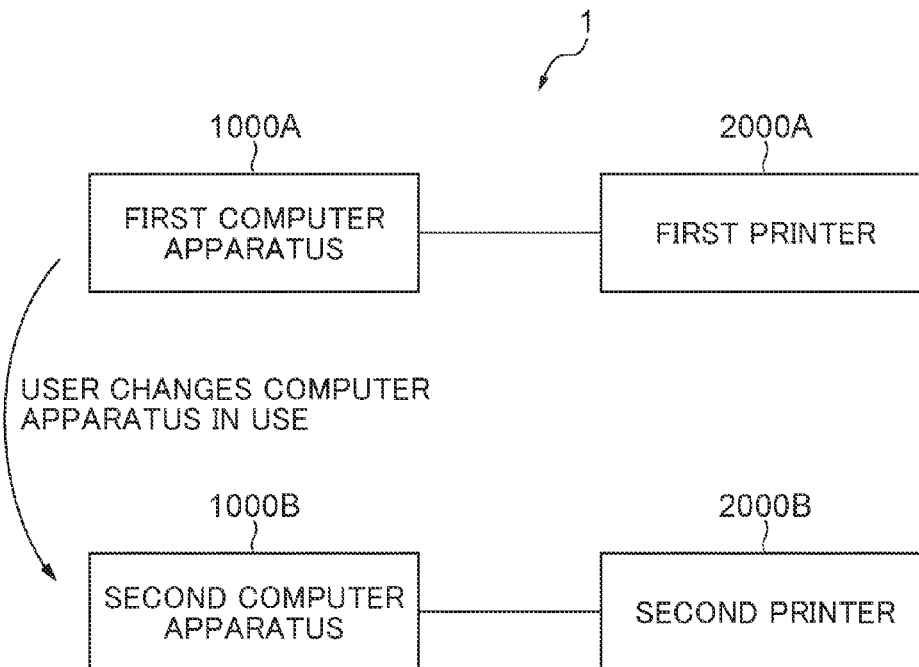 1
1000A
2000A
FIRST COMPUTER
APPARATUS
FIRST PRINTER
USER CHANGES COMPUTER
APPARATUS IN USE
1000B
2000B
SECOND COMPUTER
APPARATUS
SECOND PRINTER